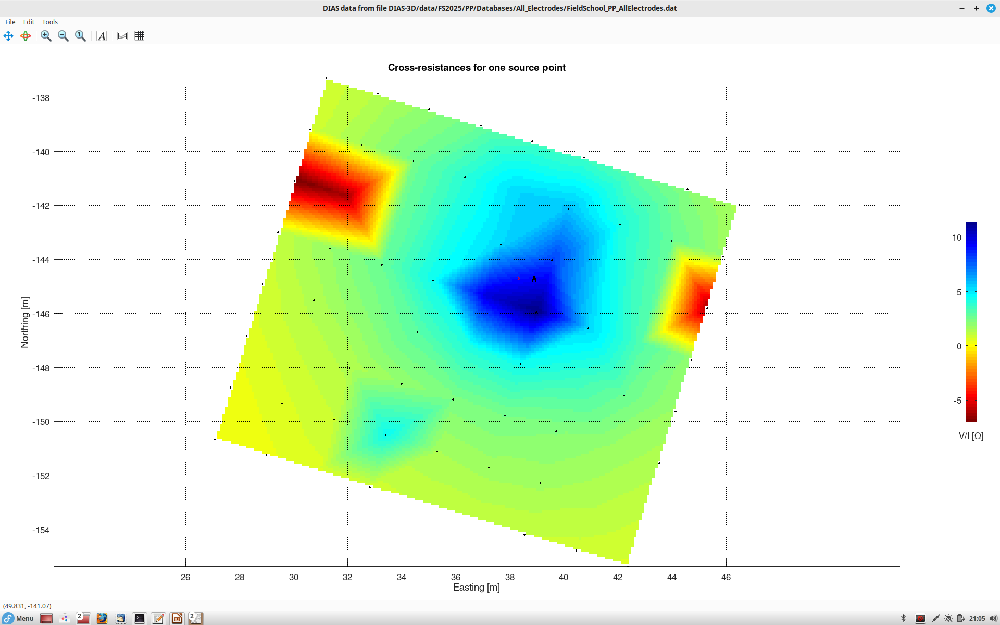 DIAS data from file DIAS-3D/data/FS2025/PP/Databases/All_Electrodes/FieldSchool_PP_AllElectrodes.dat
File Edit Tools
Cross-resistances for one source point
-138
-140
-142
-144
-146
-148
-150
-152
-154
Northing [m]
A
26 28 30 32 34 36 38 40 42 44 46
Easting [m]
10
5
0
-5
V/I [Ω]
(49.831, -141.07)
Menu 2 2 21:05